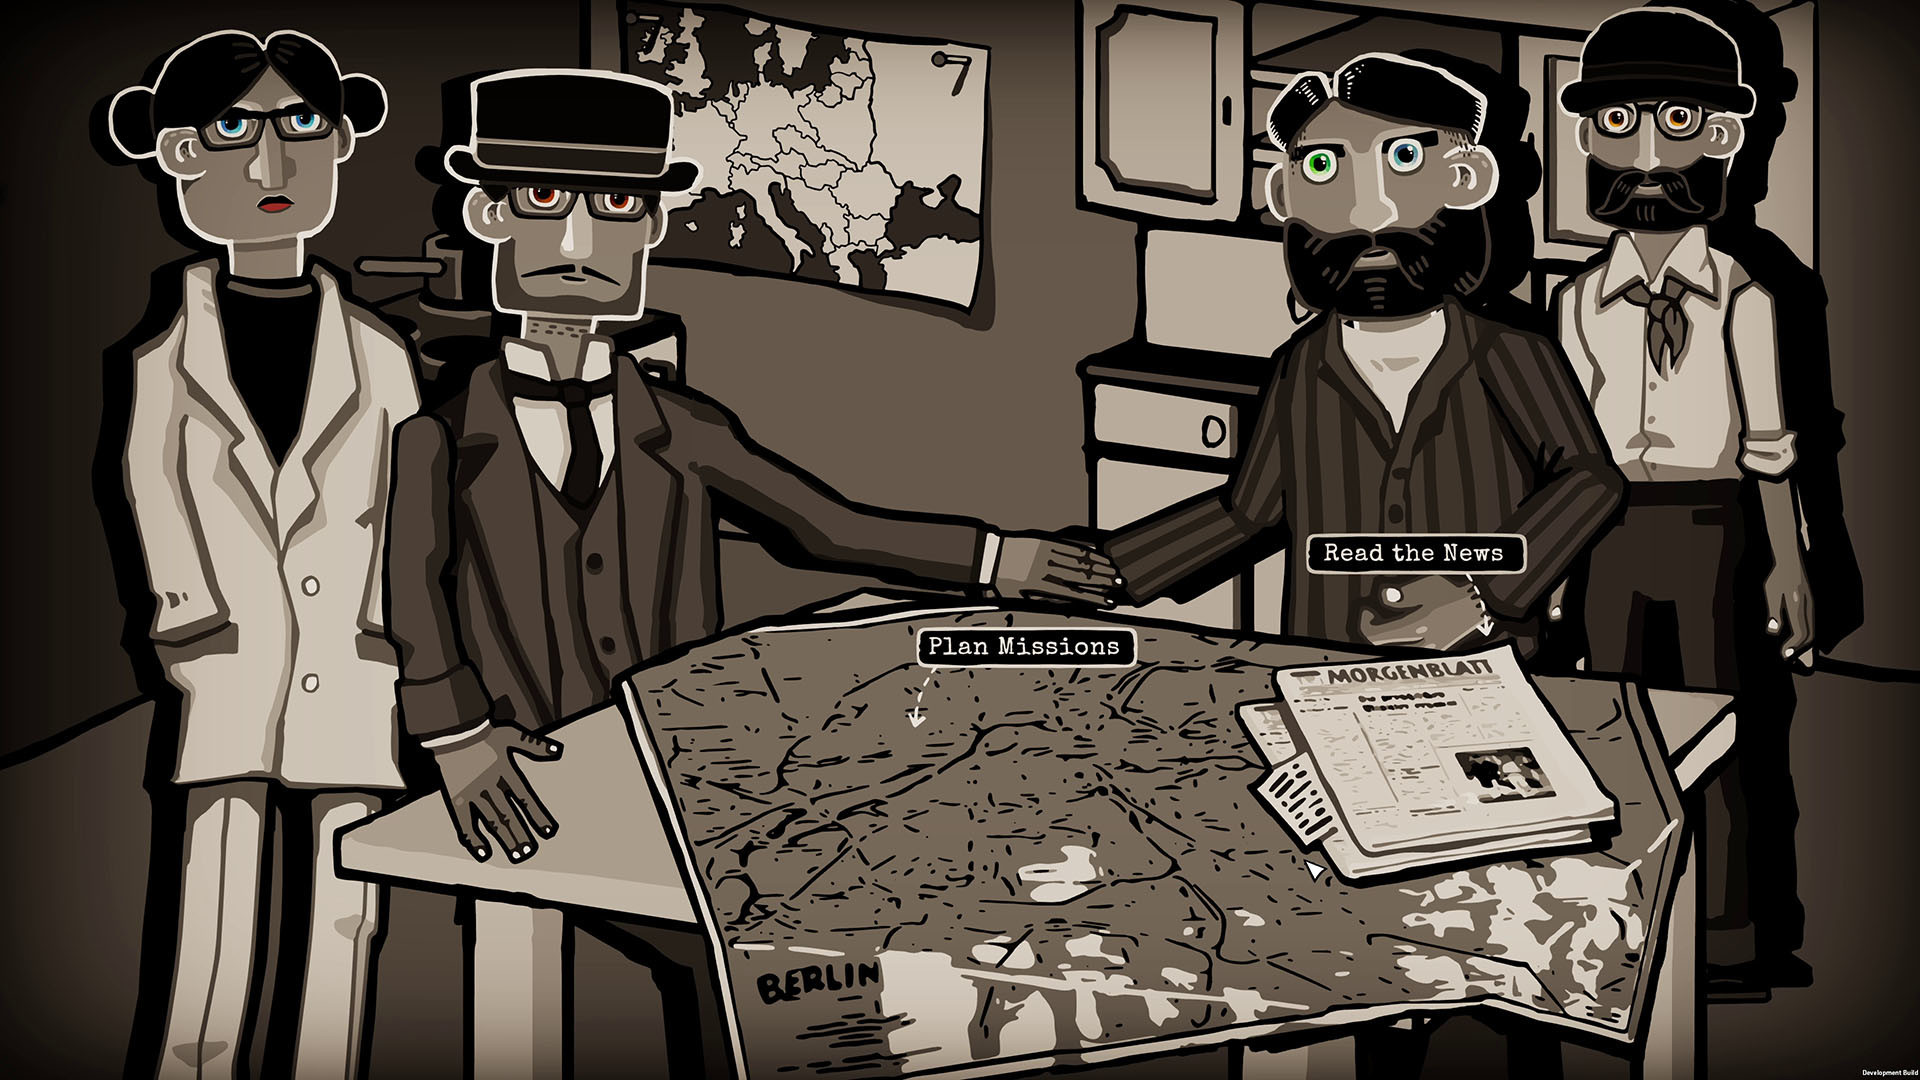 Read the News
Plan Missions
MORGENBLATT
BERLIN
Development Build